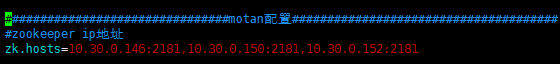 ################################motan配置######################################
#zookeeper ip地址
zk.hosts=10.30.0.146:2181,10.30.0.150:2181,10.30.0.152:2181